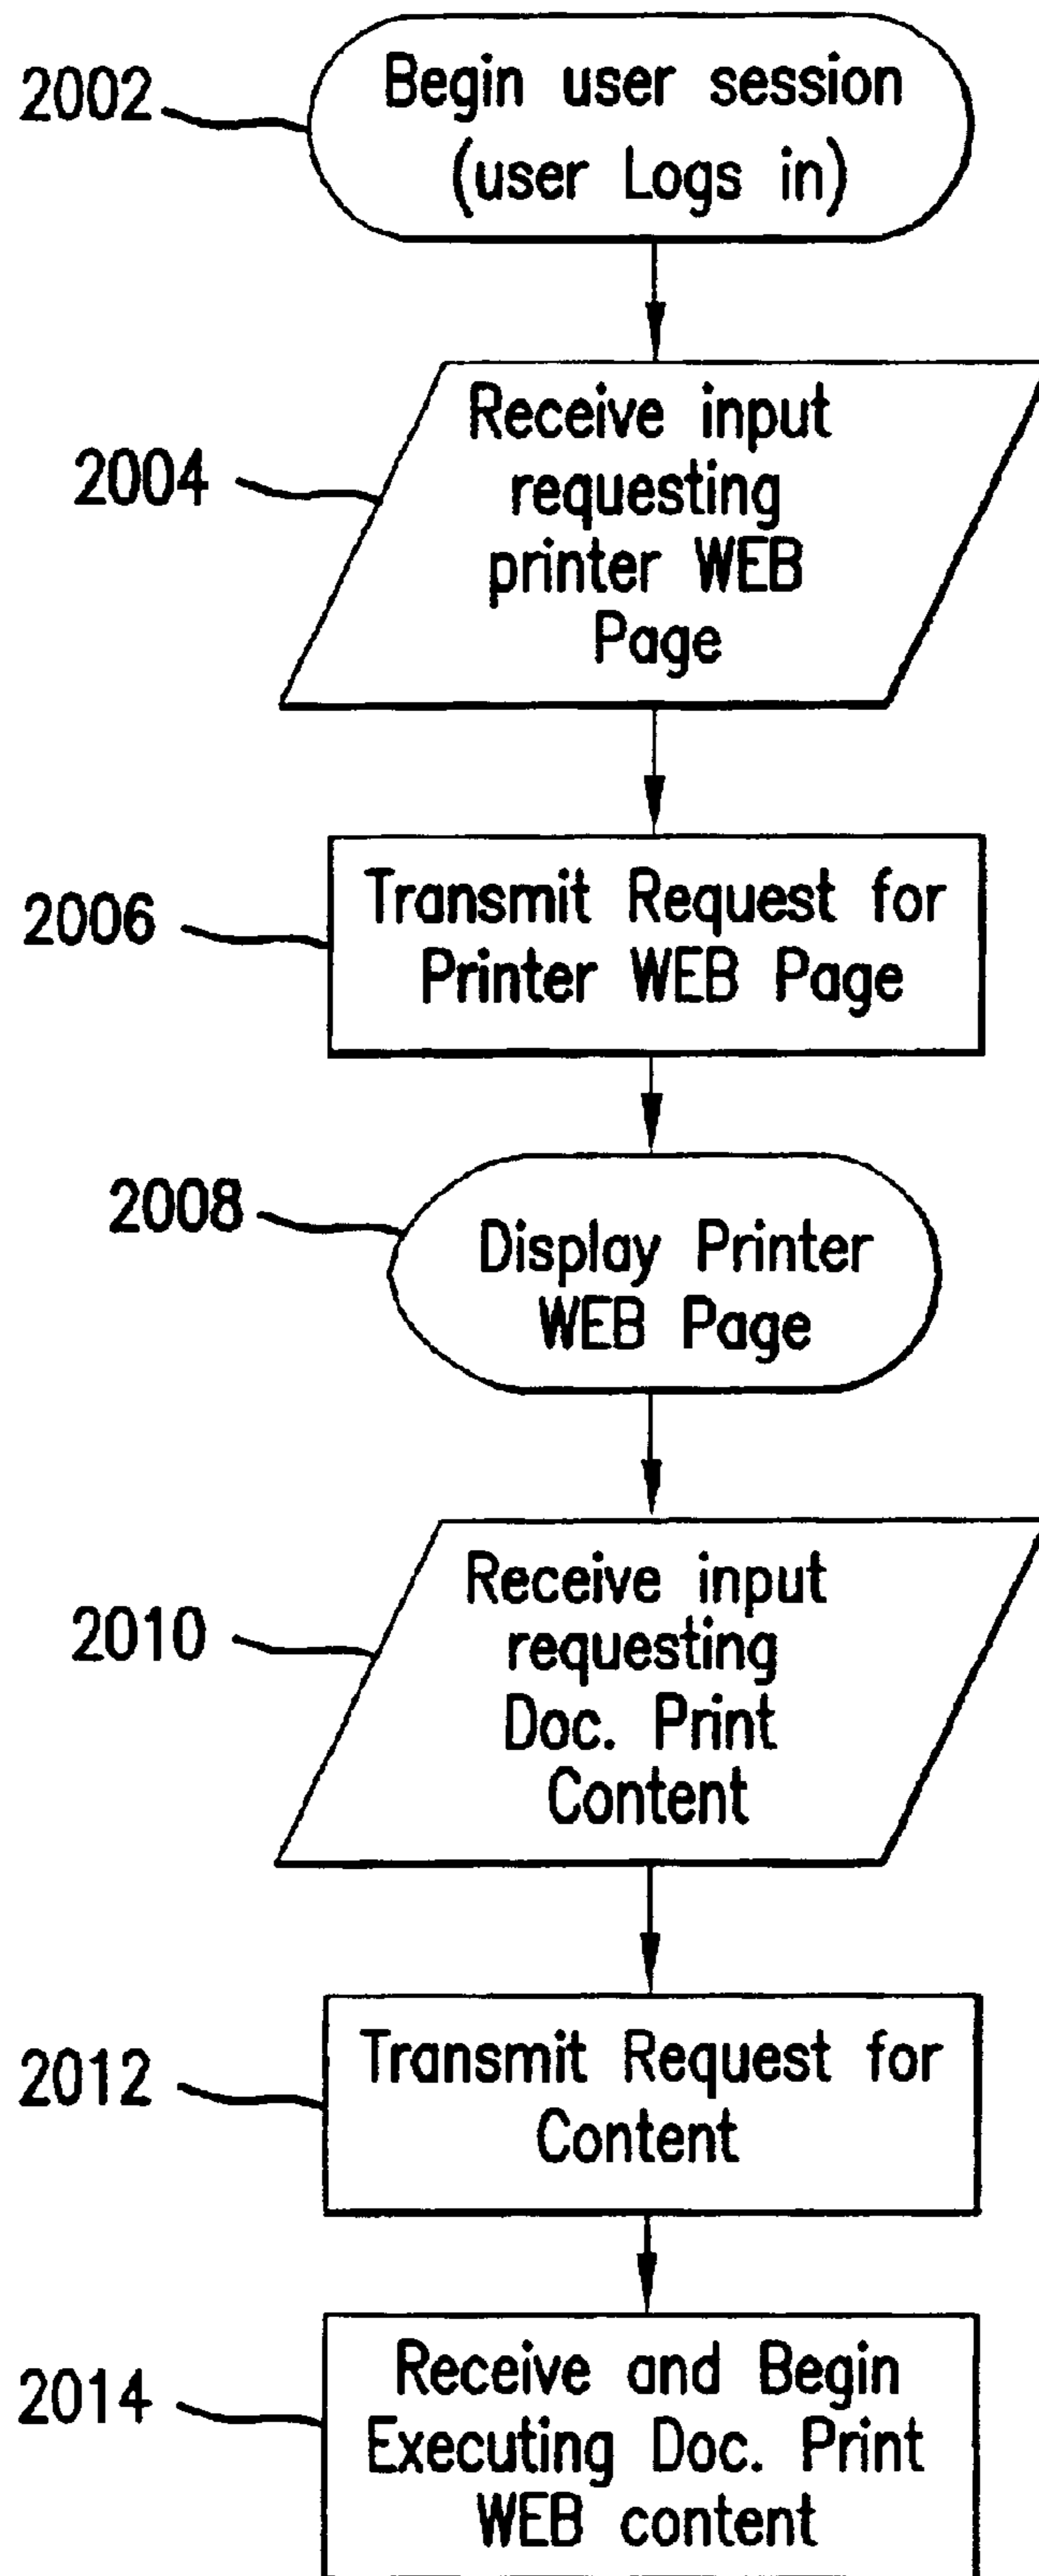 2002
Begin user session
(user Logs in)
2004
Receive input
requesting
printer WEB
Page
2006
Transmit Request for
Printer WEB Page
2008
Display Printer
WEB Page
2010
Receive input
requesting
Doc. Print
Content
2012
Transmit Request for
Content
2014
Receive and Begin
Executing Doc. Print
WEB content